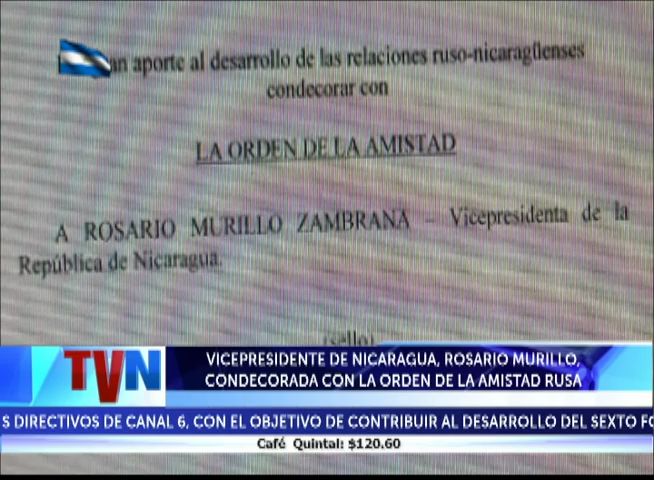 an aporte al desarrollo de las relaciones ruso-nicaragüenses
condecorar con
LA ORDEN DE LA AMISTAD
A ROSARIO MURILLO ZAMBRANA – Vicepresidenta de la
República de Nicaragua.
(sello)
TVN
VICEPRESIDENTE DE NICARAGUA, ROSARIO MURILLO,
CONDECORADA CON LA ORDEN DE LA AMISTAD RUSA
S DIRECTIVOS DE CANAL 6, CON EL OBJETIVO DE CONTRIBUIR AL DESARROLLO DEL SEXTO FO
Café Quintal: $120.60